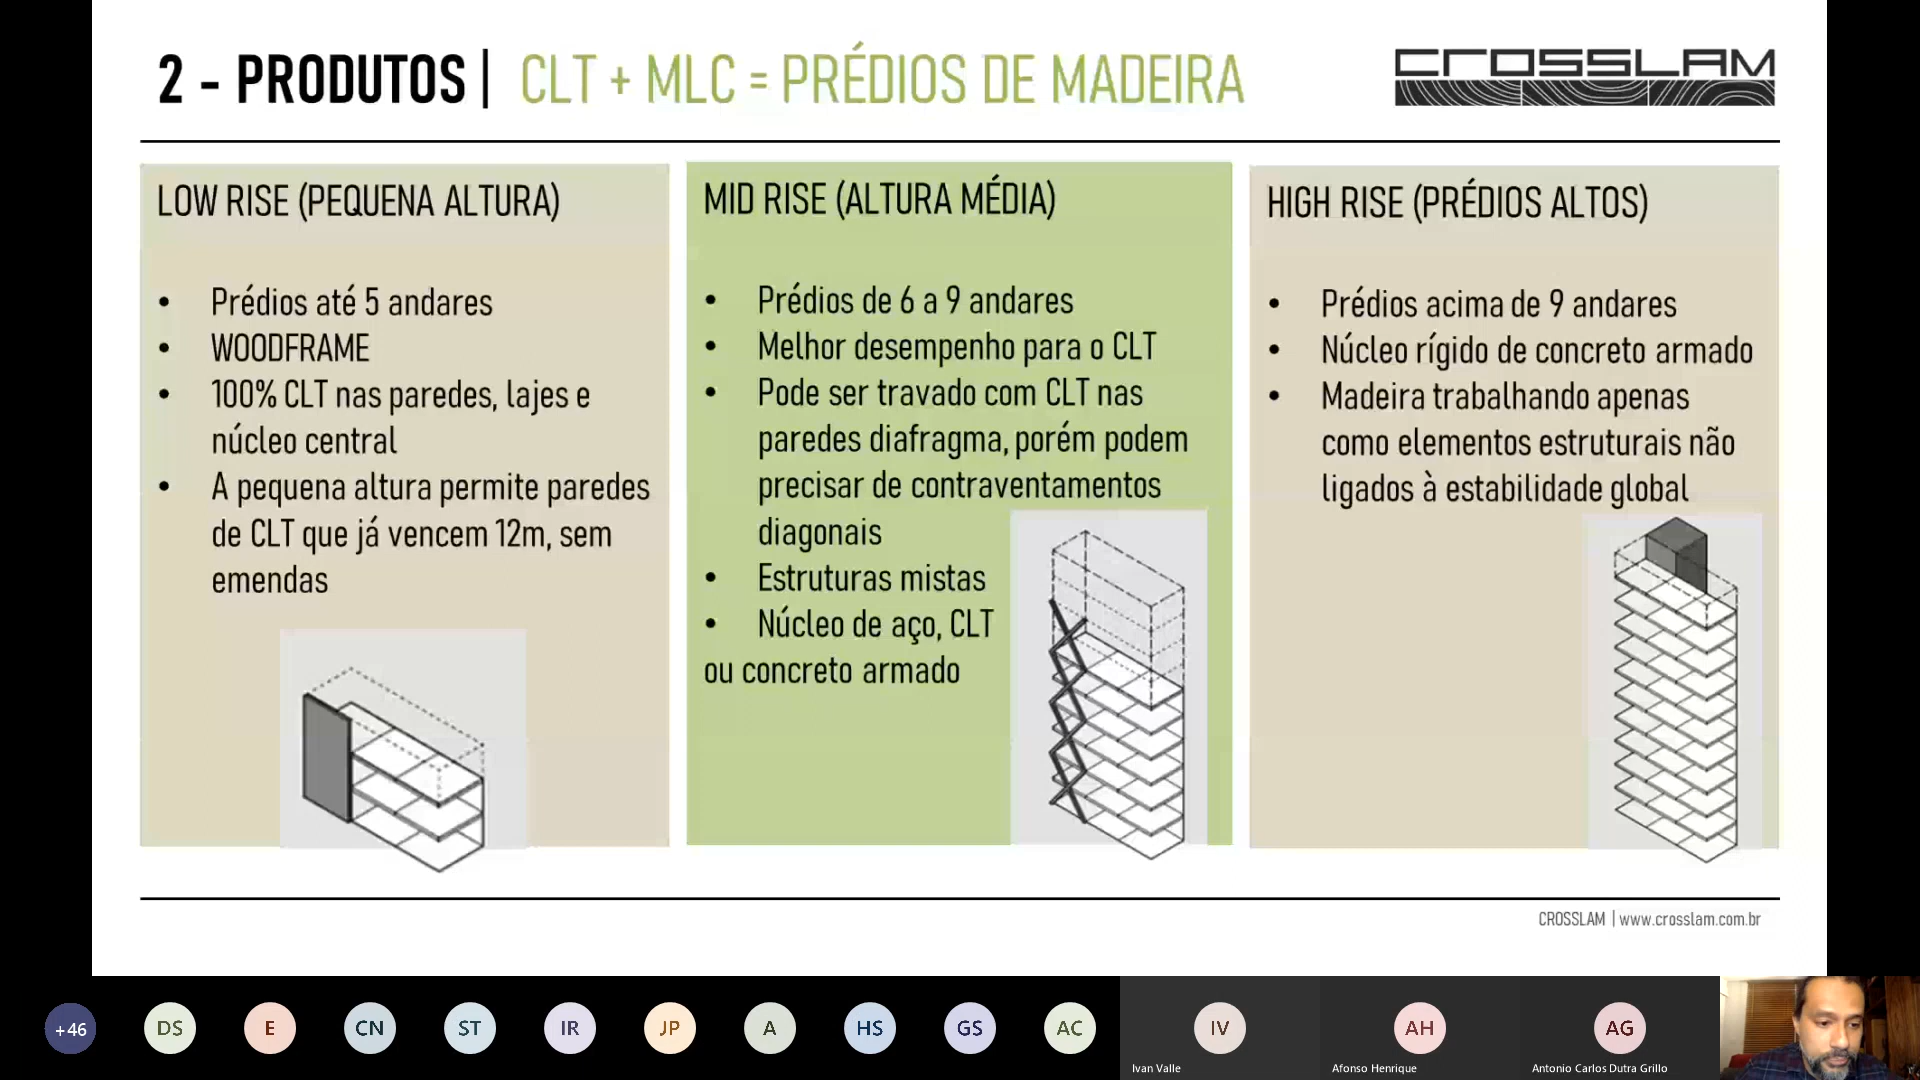 2 - PRODUTOS | CLT + MLC = PRÉDIOS DE MADEIRA
CROSSLAM
LOW RISE (PEQUENA ALTURA)
• Prédios até 5 andares
• WOODFRAME
• 100% CLT nas paredes, lajes e
núcleo central
• A pequena altura permite paredes
de CLT que já vencem 12m, sem
emendas
MID RISE (ALTURA MÉDIA)
• Prédios de 6 a 9 andares
• Melhor desempenho para o CLT
• Pode ser travado com CLT nas
paredes diafragma, porém podem
precisar de contraventamentos
diagonais
• Estruturas mistas
• Núcleo de aço, CLT
ou concreto armado
HIGH RISE (PRÉDIOS ALTOS)
• Prédios acima de 9 andares
• Núcleo rígido de concreto armado
• Madeira trabalhando apenas
como elementos estruturais não
ligados à estabilidade global
CROSSLAM | www.crosslam.com.br
+46
DS
E
CN
ST
IR
JP
A
HS
GS
AC
IV
Ivan Valle
AH
Afonso Henrique
AG
Antonio Carlos Dutra Grillo